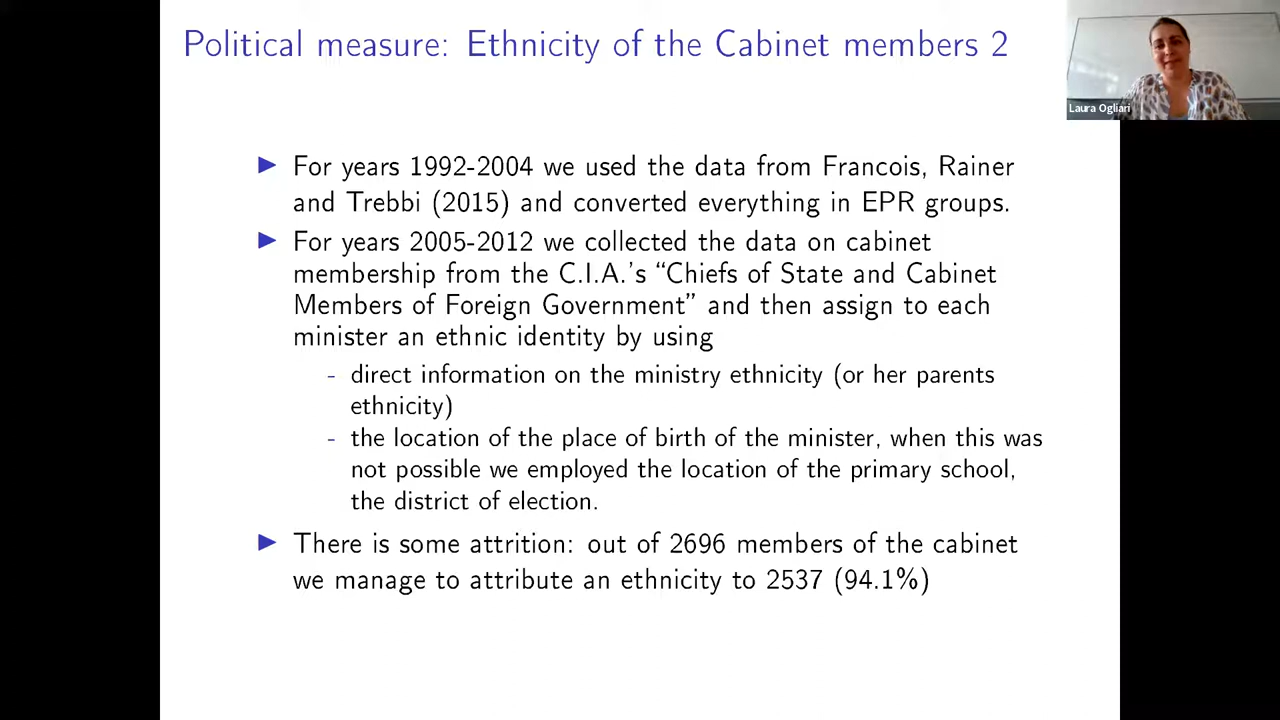 Political measure: Ethnicity of the Cabinet members 2
Laura Ogliari
For years 1992-2004 we used the data from Francois, Rainer
and Trebbi (2015) and converted everything in EPR groups.
For years 2005-2012 we collected the data on cabinet
membership from the C.I.A.'s “Chiefs of State and Cabinet
Members of Foreign Government” and then assign to each
minister an ethnic identity by using
- direct information on the ministry ethnicity (or her parents
ethnicity)
- the location of the place of birth of the minister, when this was
not possible we employed the location of the primary school,
the district of election.
There is some attrition: out of 2696 members of the cabinet
we manage to attribute an ethnicity to 2537 (94.1%)